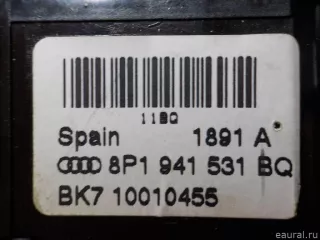 11BQ
Spain 1891 A
8P1 941 531 BQ
BK7 10010455
eaural.ru